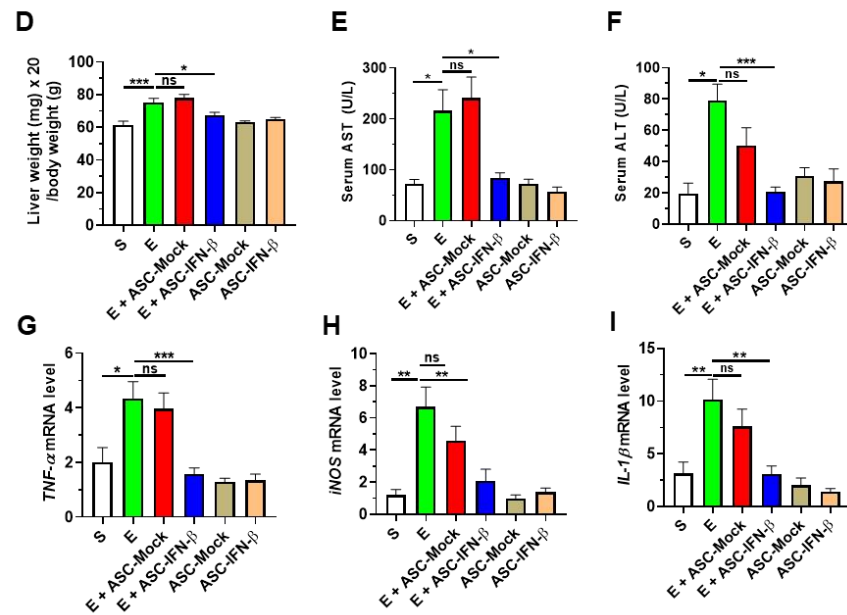 D
Liver weight (mg) x 20
/body weight (g)
100
80
60
40
20
0
***
*
ns
S
E
E + ASC-Mock
E + ASC-IFN-β
ASC-Mock
ASC-IFN-β
E
Serum AST (U/L)
300
200
100
0
*
*
ns
S
E
E + ASC-Mock
E + ASC-IFN-β
ASC-Mock
ASC-IFN-β
F
Serum ALT (U/L)
100
80
60
40
20
0
*
***
ns
S
E
E + ASC-Mock
E + ASC-IFN-β
ASC-Mock
ASC-IFN-β
G
TNF-α mRNA level
6
4
2
0
*
***
ns
S
E
E + ASC-Mock
E + ASC-IFN-β
ASC-Mock
ASC-IFN-β
H
iNOS mRNA level
10
8
6
4
2
0
**
ns
**
S
E
E + ASC-Mock
E + ASC-IFN-β
ASC-Mock
ASC-IFN-β
I
IL-1β mRNA level
15
10
5
0
**
**
ns
S
E
E + ASC-Mock
E + ASC-IFN-β
ASC-Mock
ASC-IFN-β